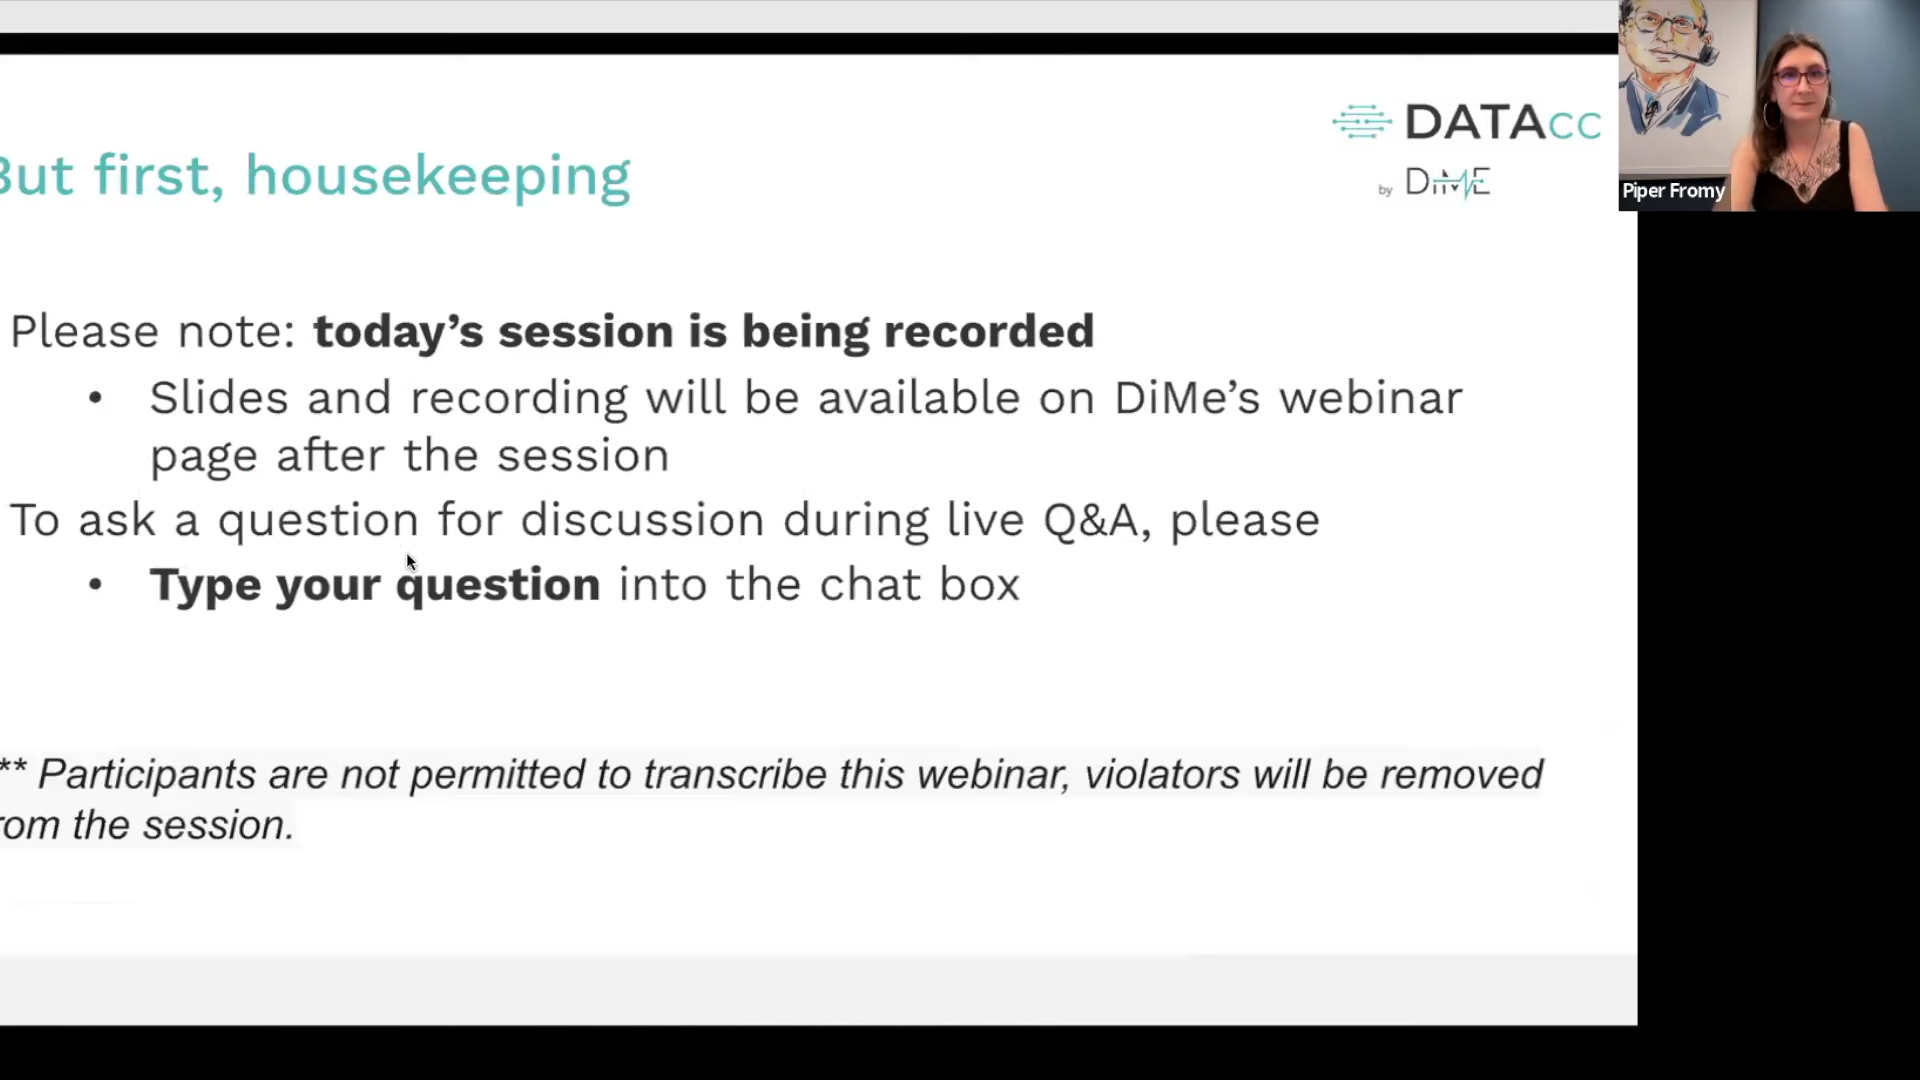 DATAcc
by DiME
But first, housekeeping
Piper Fromy
Please note: today's session is being recorded
• Slides and recording will be available on DiMe's webinar
page after the session
To ask a question for discussion during live Q&A, please
• Type your question into the chat box
** Participants are not permitted to transcribe this webinar, violators will be removed
rom the session.